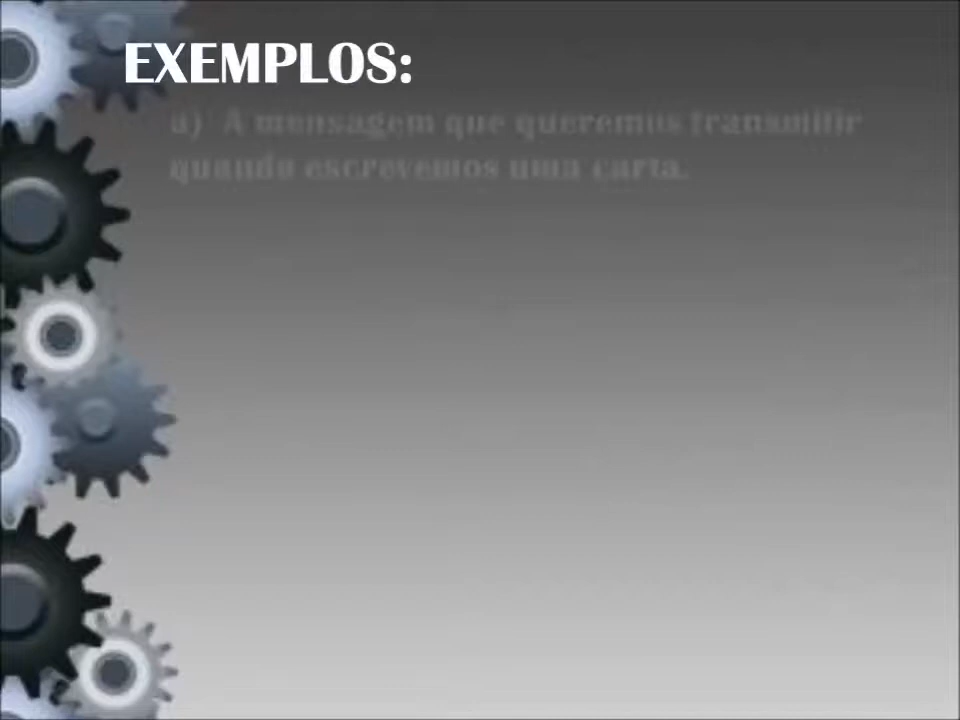 EXEMPLOS:
a) A mensagem que queremos transmitir
quando escrevemos uma carta.